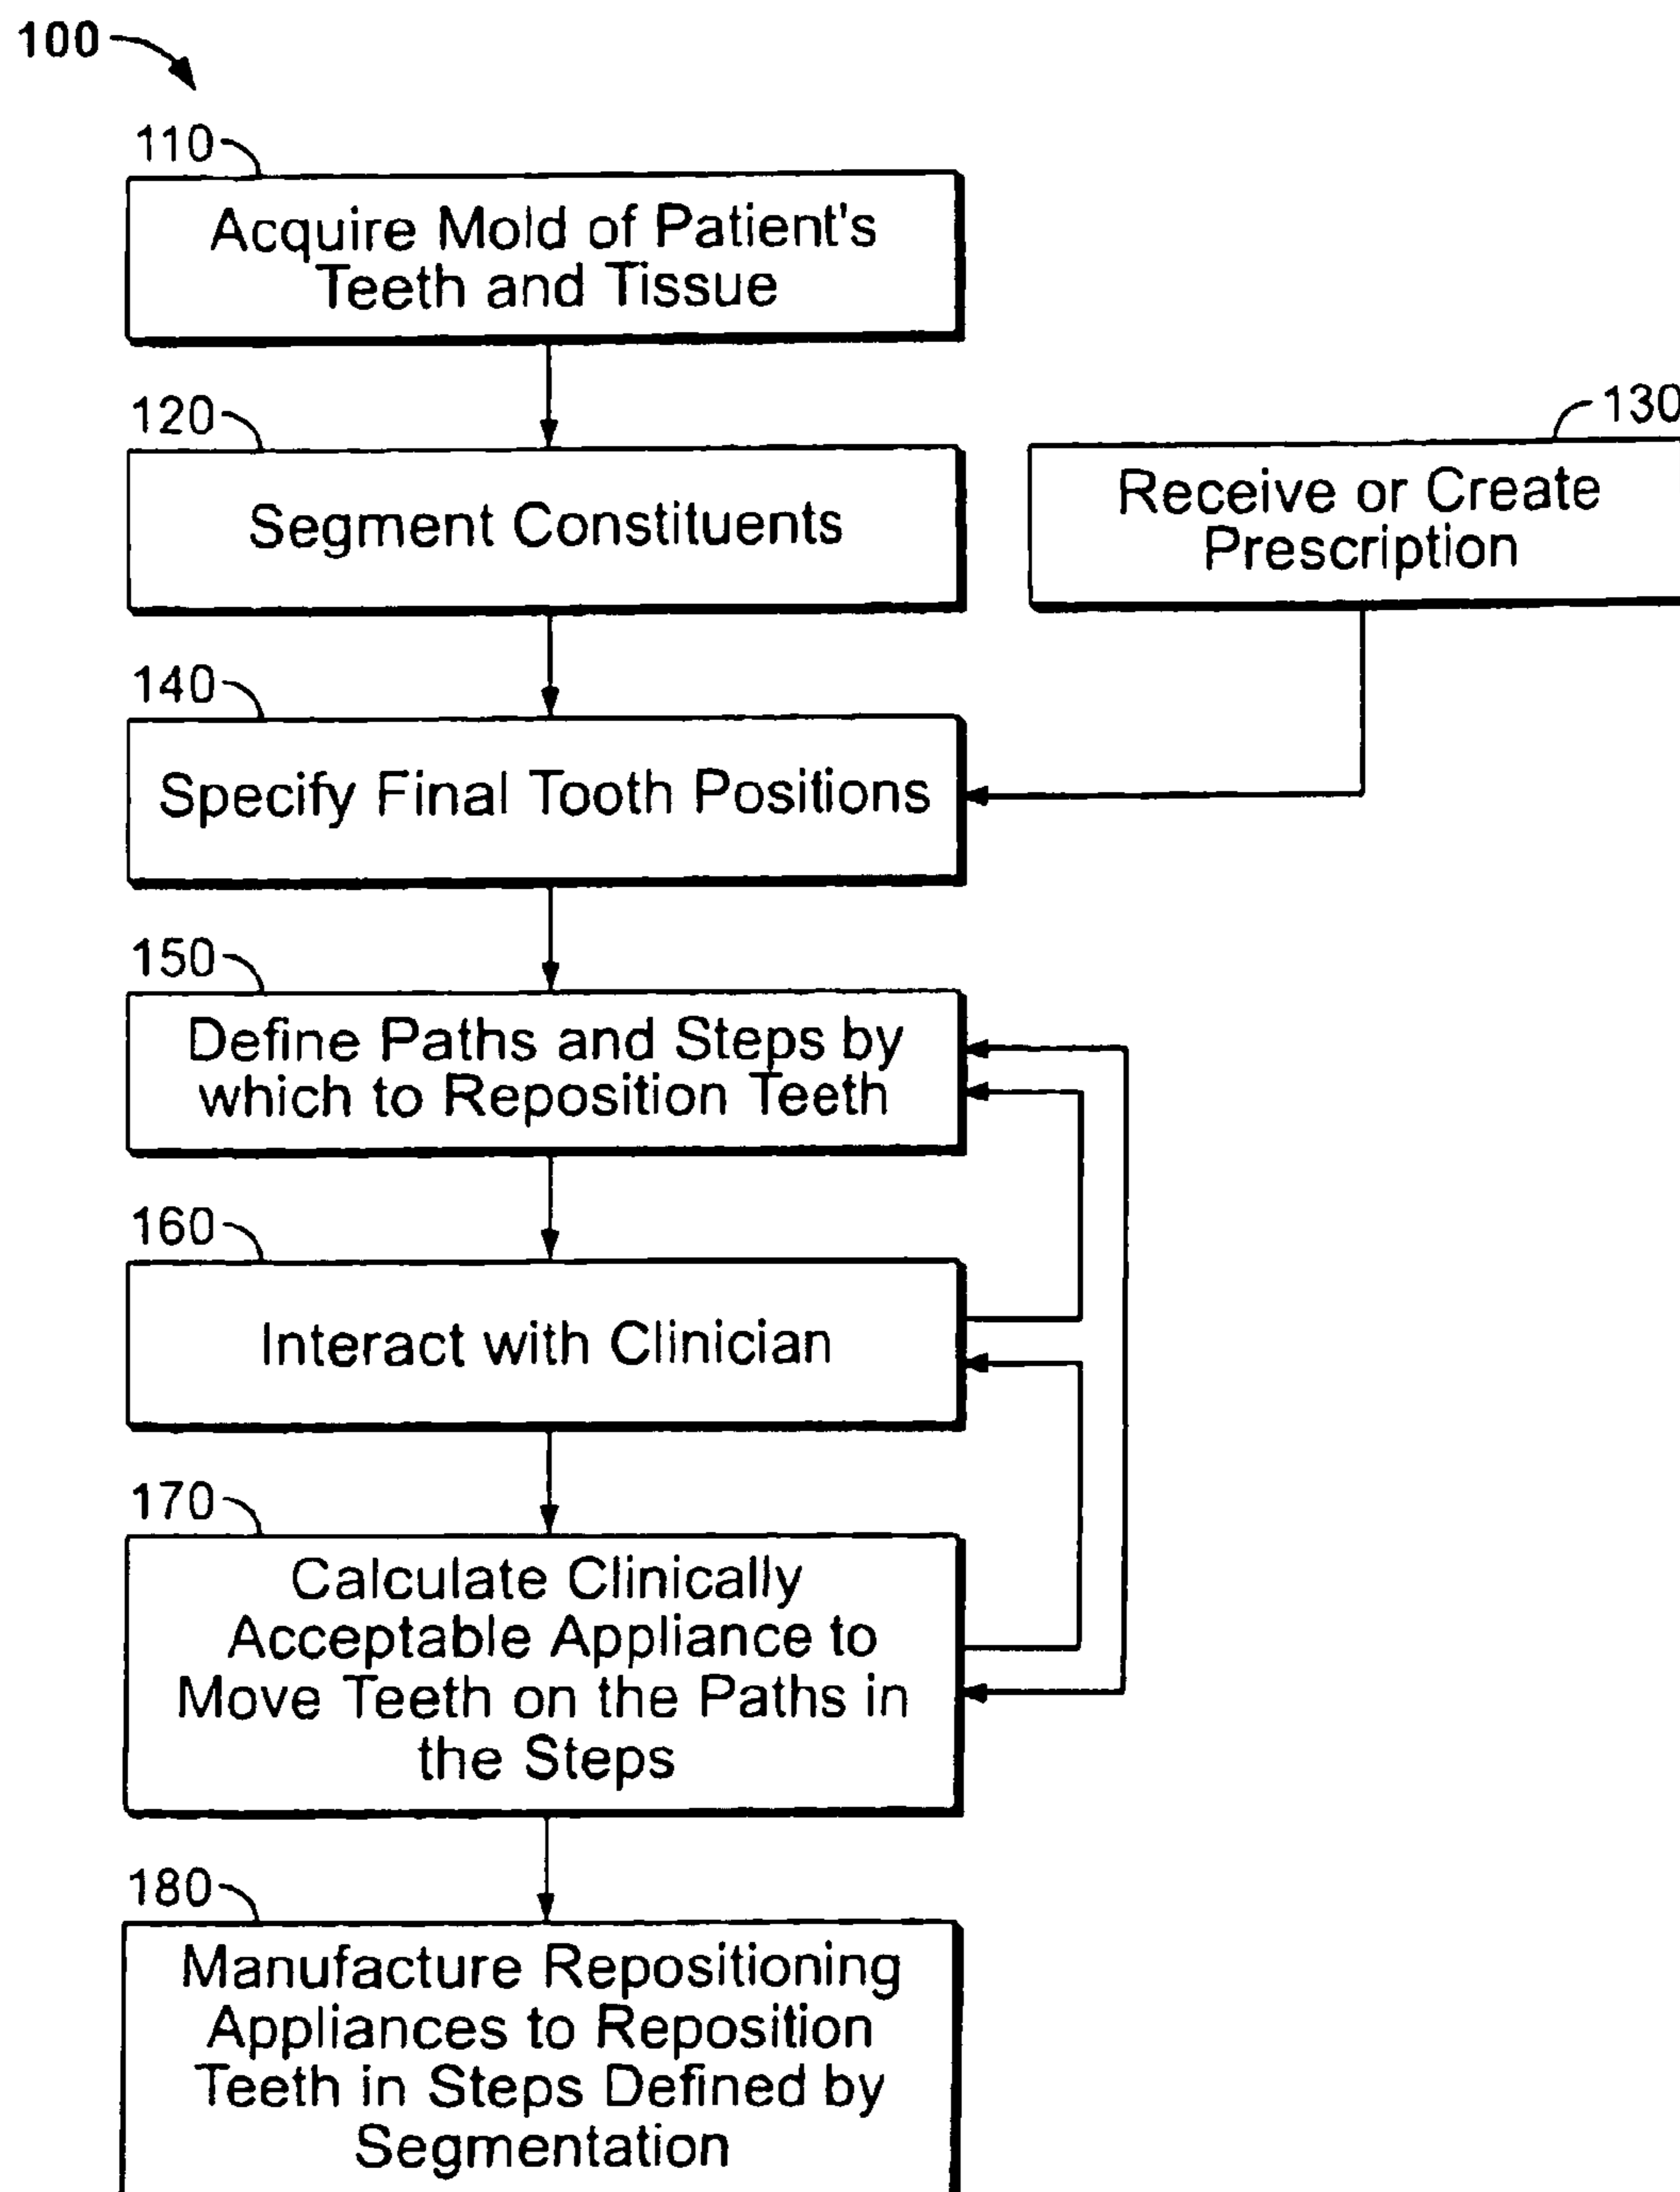 100
110
Acquire Mold of Patient's
Teeth and Tissue
120
Segment Constituents
130
Receive or Create
Prescription
140
Specify Final Tooth Positions
150
Define Paths and Steps by
which to Reposition Teeth
160
Interact with Clinician
170
Calculate Clinically
Acceptable Appliance to
Move Teeth on the Paths in
the Steps
180
Manufacture Repositioning
Appliances to Reposition
Teeth in Steps Defined by
Segmentation